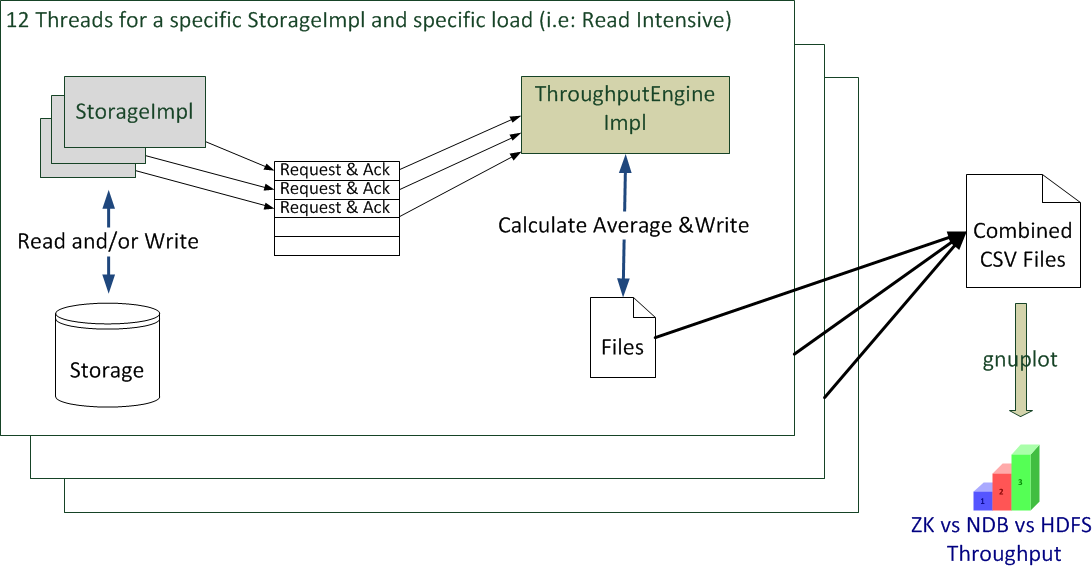 12 Threads for a specific StorageImpl and specific load (i.e: Read Intensive)
StorageImpl
ThroughputEngine
Impl
Request & Ack
Request & Ack
Request & Ack
Read and/or Write
Calculate Average &Write
Combined
CSV Files
Storage
Files
gnuplot
1
2
3
ZK vs NDB vs HDFS
Throughput